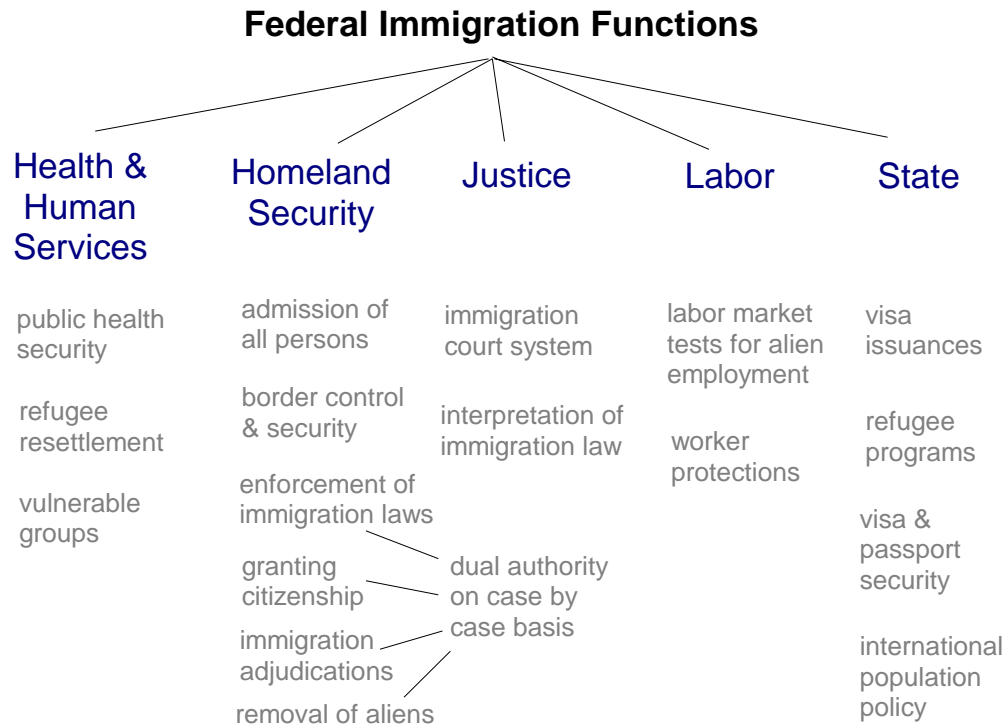 Federal Immigration Functions
Health &
Human
Services
public health
security
refugee
resettlement
vulnerable
groups
Homeland
Security
admission of
all persons
border control
& security
enforcement of
immigration laws
granting
citizenship
immigration
adjudications
removal of aliens
Justice
immigration
court system
interpretation of
immigration law
dual authority
on case by
case basis
Labor
labor market
tests for alien
employment
worker
protections
State
visa
issuances
refugee
programs
visa &
passport
security
international
population
policy